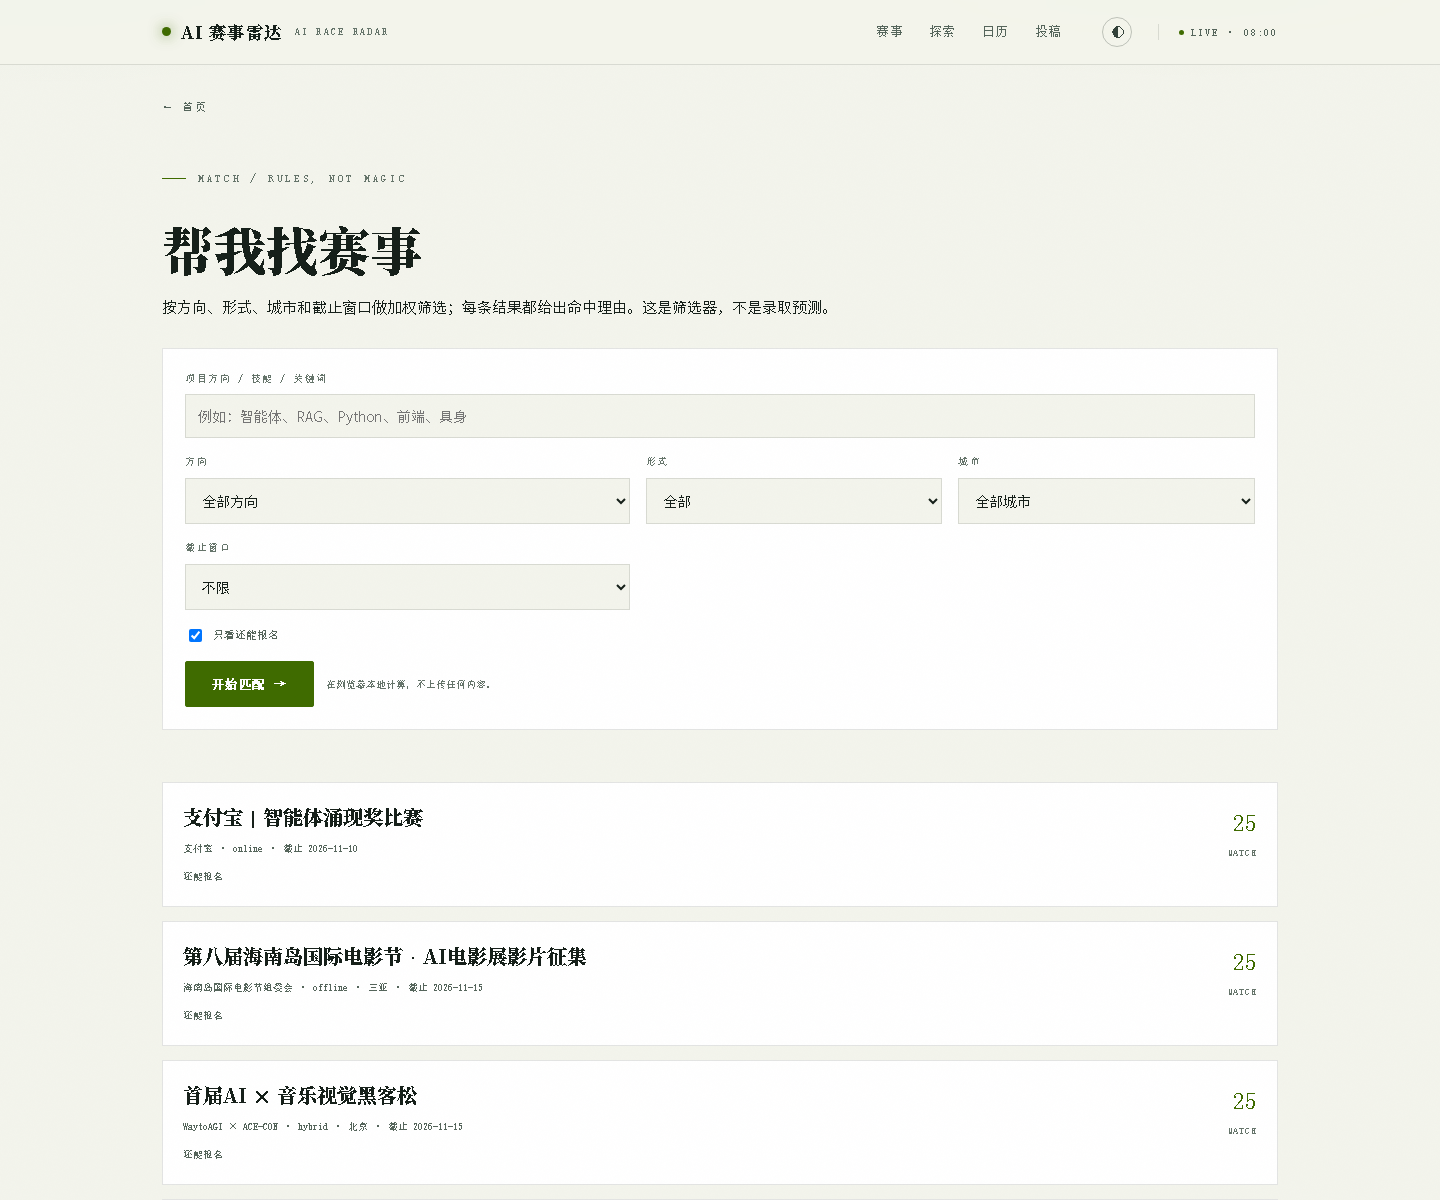 AI 赛事雷达 AI RACE RADAR 赛事 探索 日历 投稿 LIVE · 08:00
← 首页
MATCH / RULES, NOT MAGIC
帮我找赛事
按方向、形式、城市和截止窗口做加权筛选；每条结果都给出命中理由。这是筛选器，不是录取预测。
项目方向 / 技能 / 关键词
例如：智能体、RAG、Python、前端、具身
方向 形式 城市
全部方向 全部 全部城市
截止窗口
不限
只看还能报名
开始匹配 → 在浏览器本地计算，不上传任何内容。
支付宝 | 智能体涌现奖比赛 25
支付宝 · online · 截止 2026-11-10 MATCH
还能报名
第八届海南岛国际电影节 · AI电影展影片征集 25
海南岛国际电影节组委会 · offline · 三亚 · 截止 2026-11-15 MATCH
还能报名
首届AI × 音乐视觉黑客松 25
WaytoAGI × ACE-CON · hybrid · 北京 · 截止 2026-11-15 MATCH
还能报名